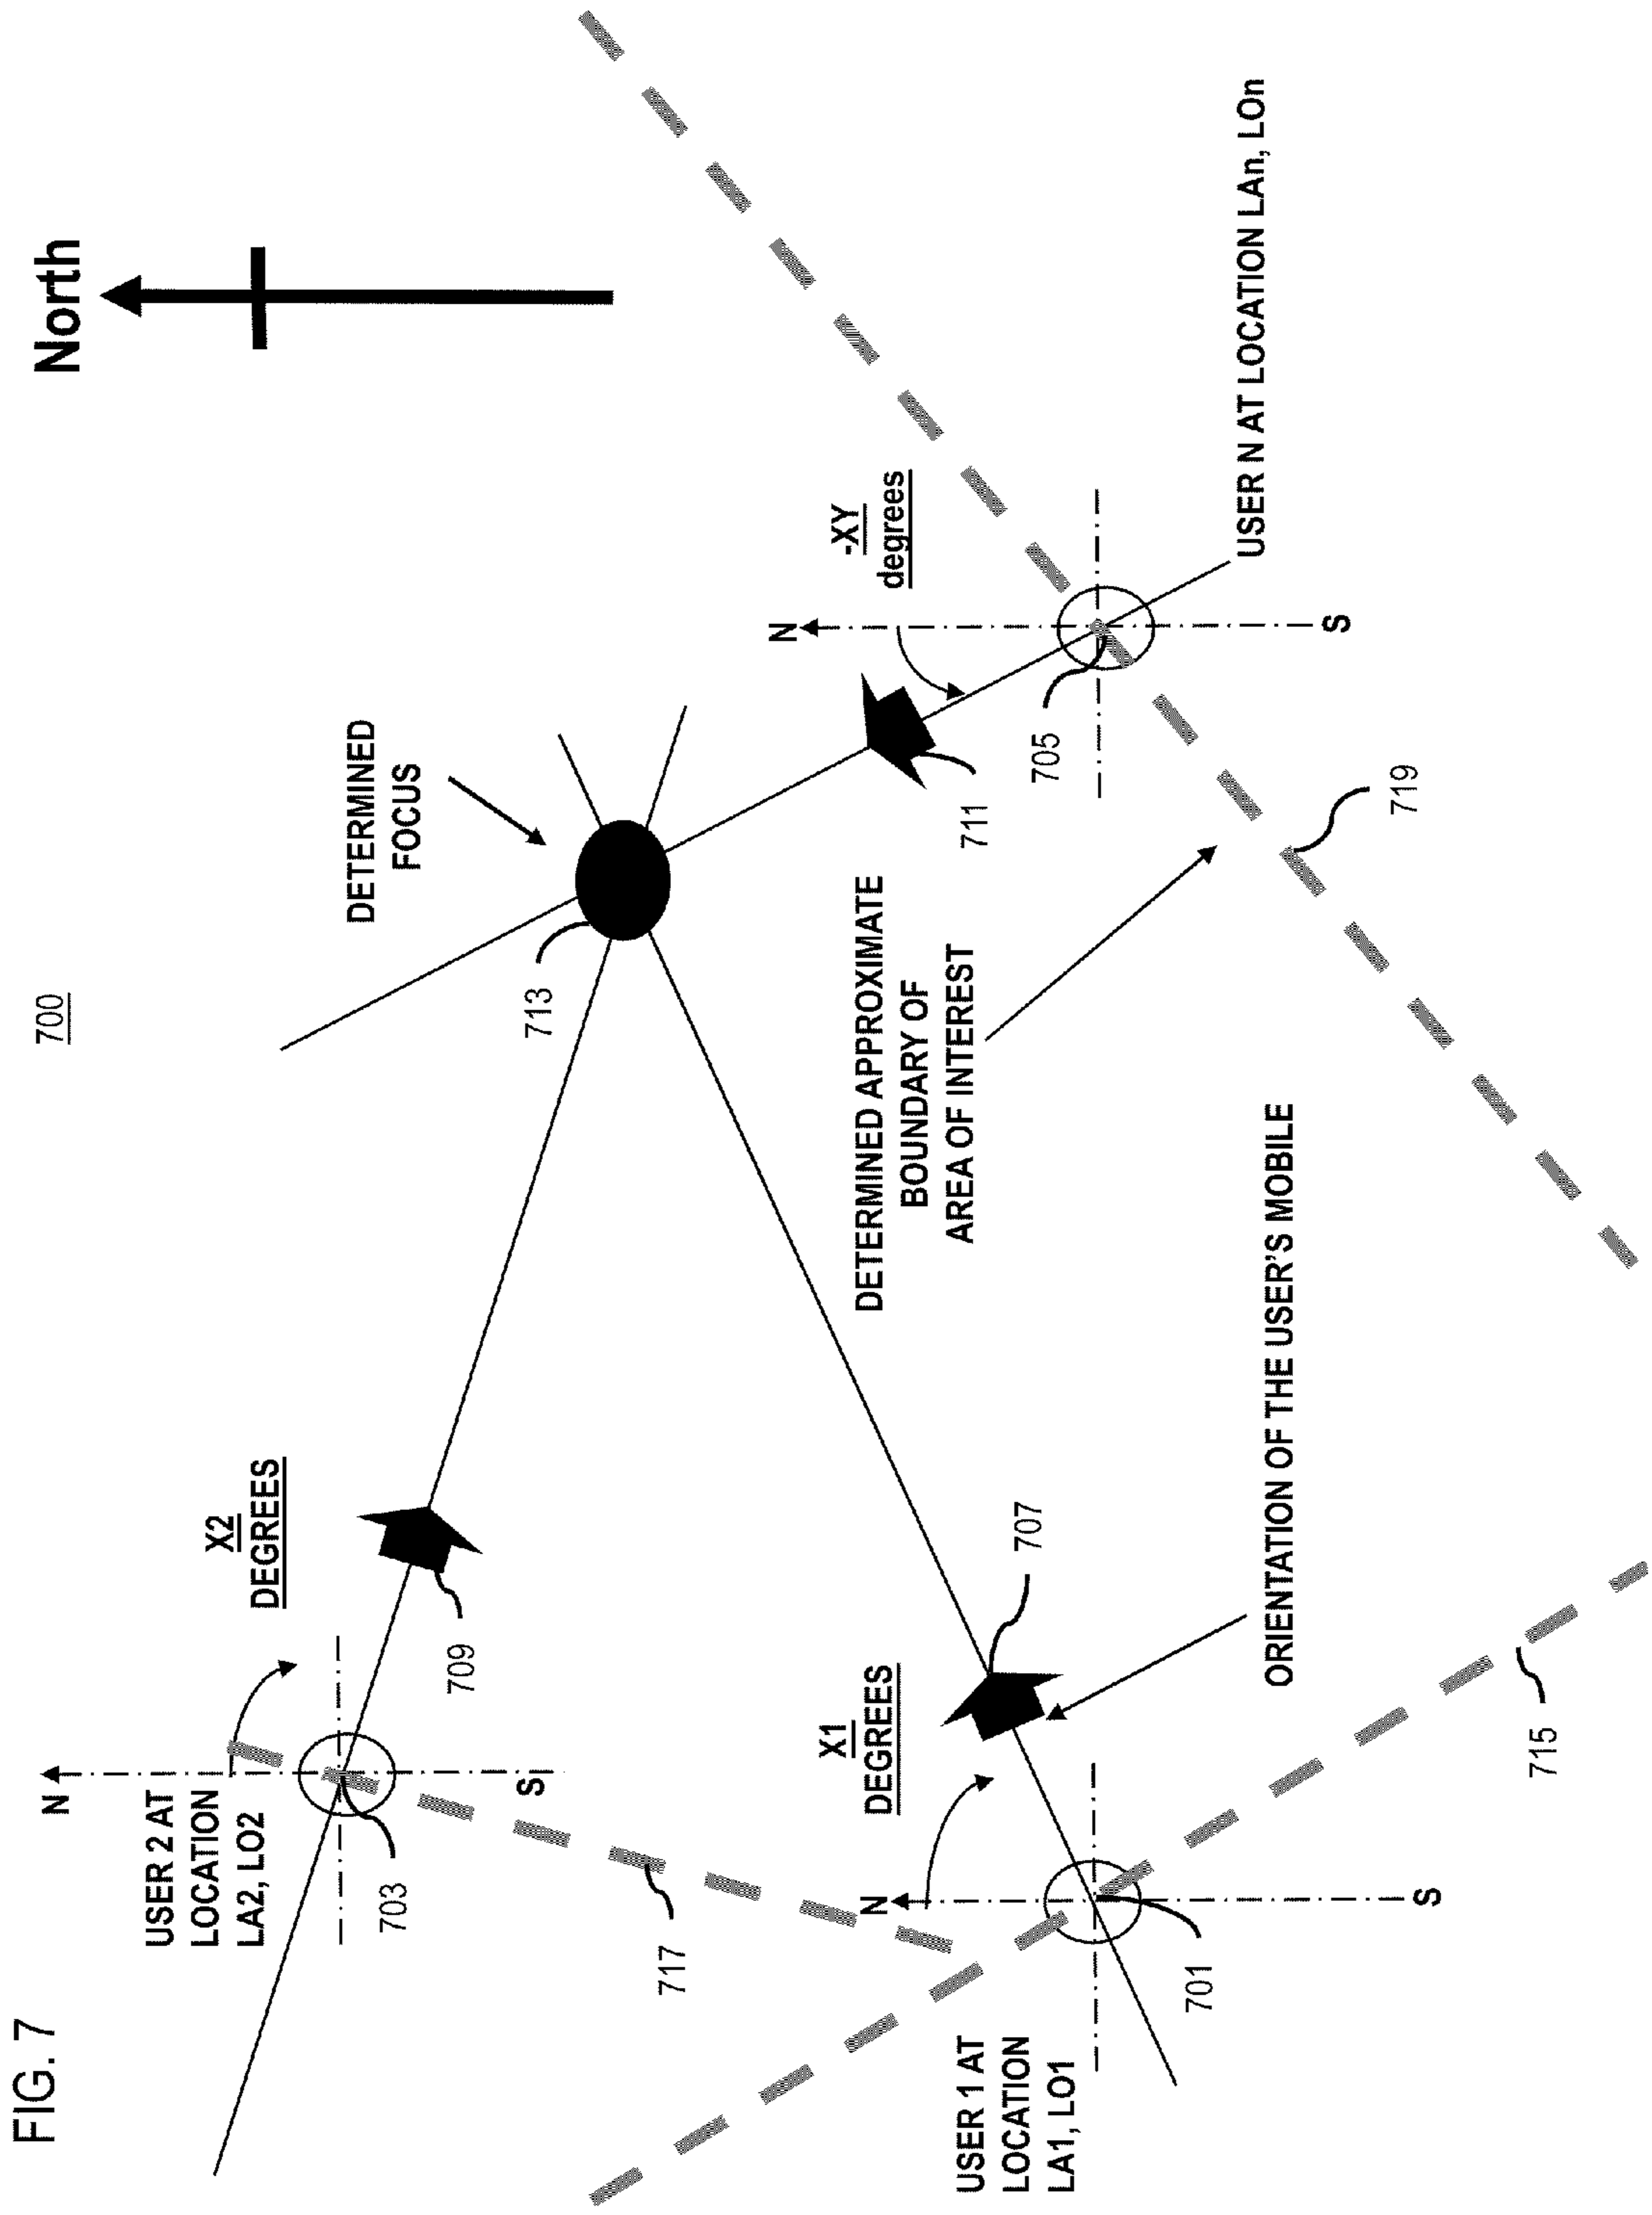 FIG. 7
700
North
N
USER 2 AT
LOCATION
LA2, LO2
S
703
X2
DEGREES
709
717
DETERMINED
FOCUS
713
-XY
degrees
N
S
705
711
USER N AT LOCATION LAn, LOn
DETERMINED APPROXIMATE
BOUNDARY OF
AREA OF INTEREST
719
X1
DEGREES
707
N
S
701
USER 1 AT
LOCATION
LA1, LO1
ORIENTATION OF THE USER'S MOBILE
715